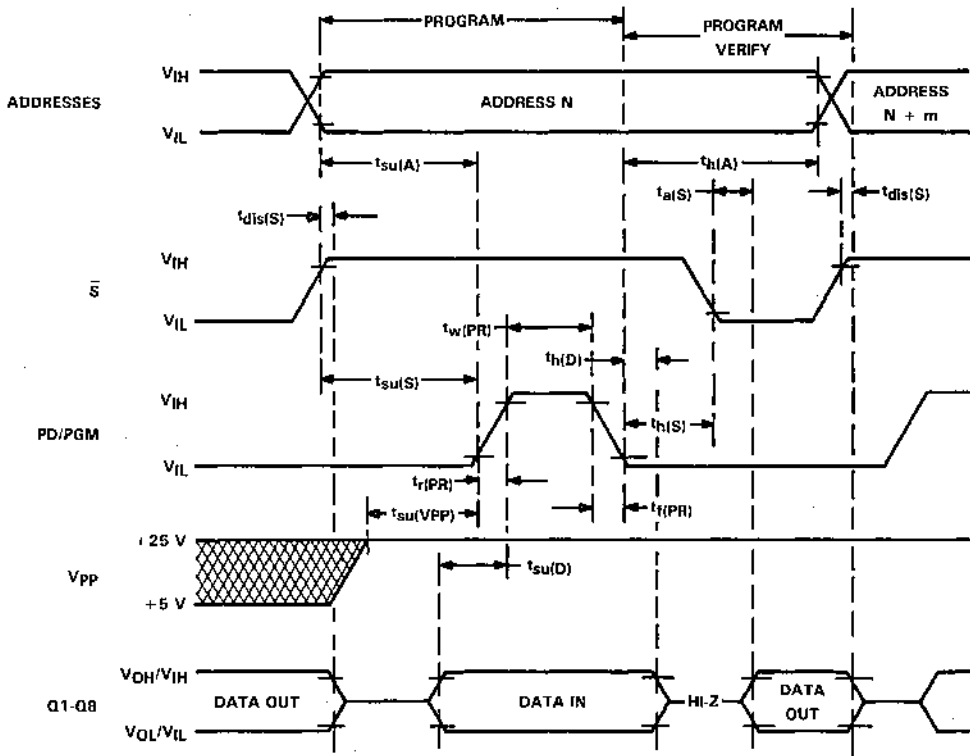 PROGRAM
PROGRAM
VERIFY
VIH
ADDRESSES
ADDRESS N
ADDRESS
N + m
VIL
tsu(A)
th(A)
ta(S)
tdis(S)
tdis(S)
VIH
S̅
VIL
tw(PR)
th(D)
tsu(S)
VIH
th(S)
PD/PGM
VIL
tr(PR)
tf(PR)
tsu(VPP)
+25 V
VPP
tsu(D)
+5 V
VOH/VIH
Q1-Q8
DATA OUT
DATA IN
HI-Z
DATA
OUT
VOL/VIL